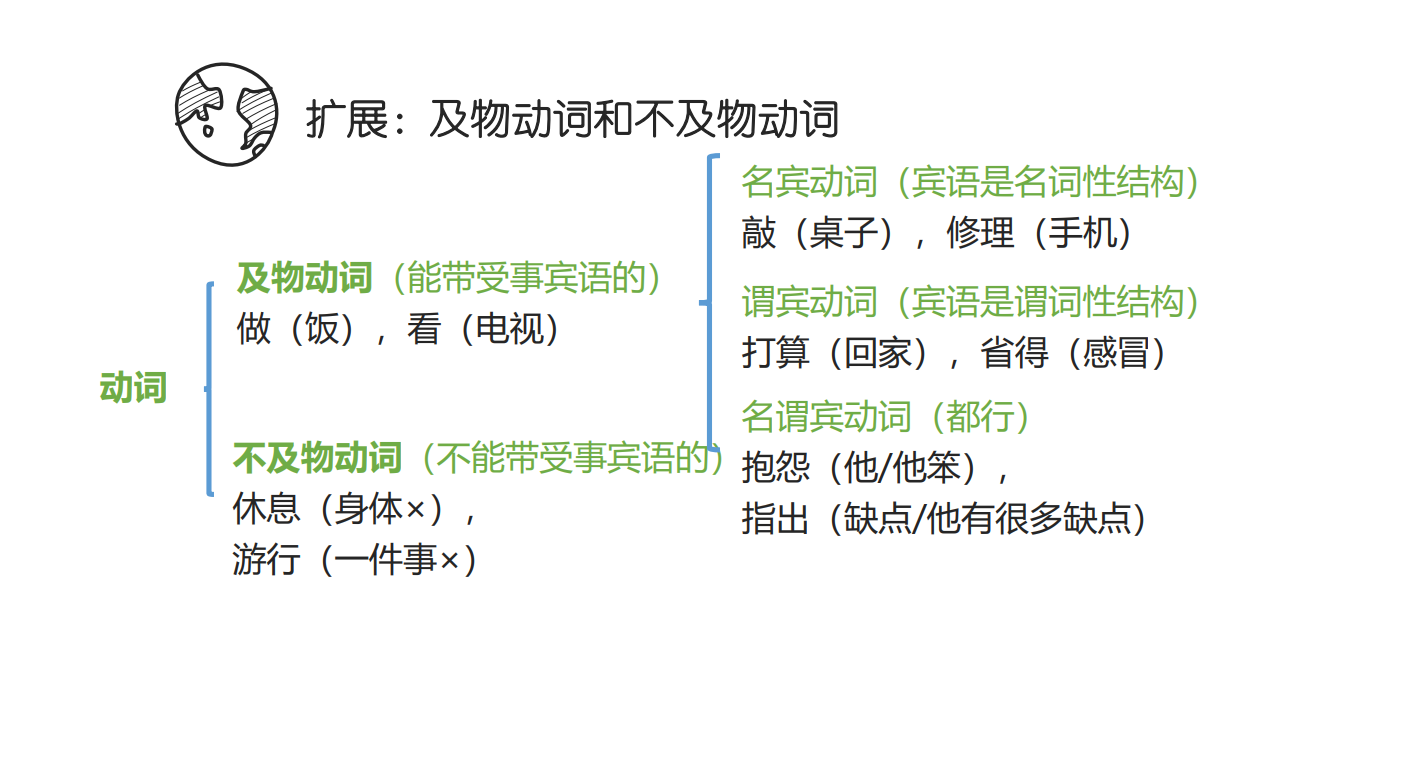 扩展：及物动词和不及物动词
动词
及物动词（能带受事宾语的）
做（饭），看（电视）
不及物动词（不能带受事宾语的）
休息（身体×），
游行（一件事×）
名宾动词（宾语是名词性结构）
敲（桌子），修理（手机）
谓宾动词（宾语是谓词性结构）
打算（回家），省得（感冒）
名谓宾动词（都行）
抱怨（他/他笨），
指出（缺点/他有很多缺点）